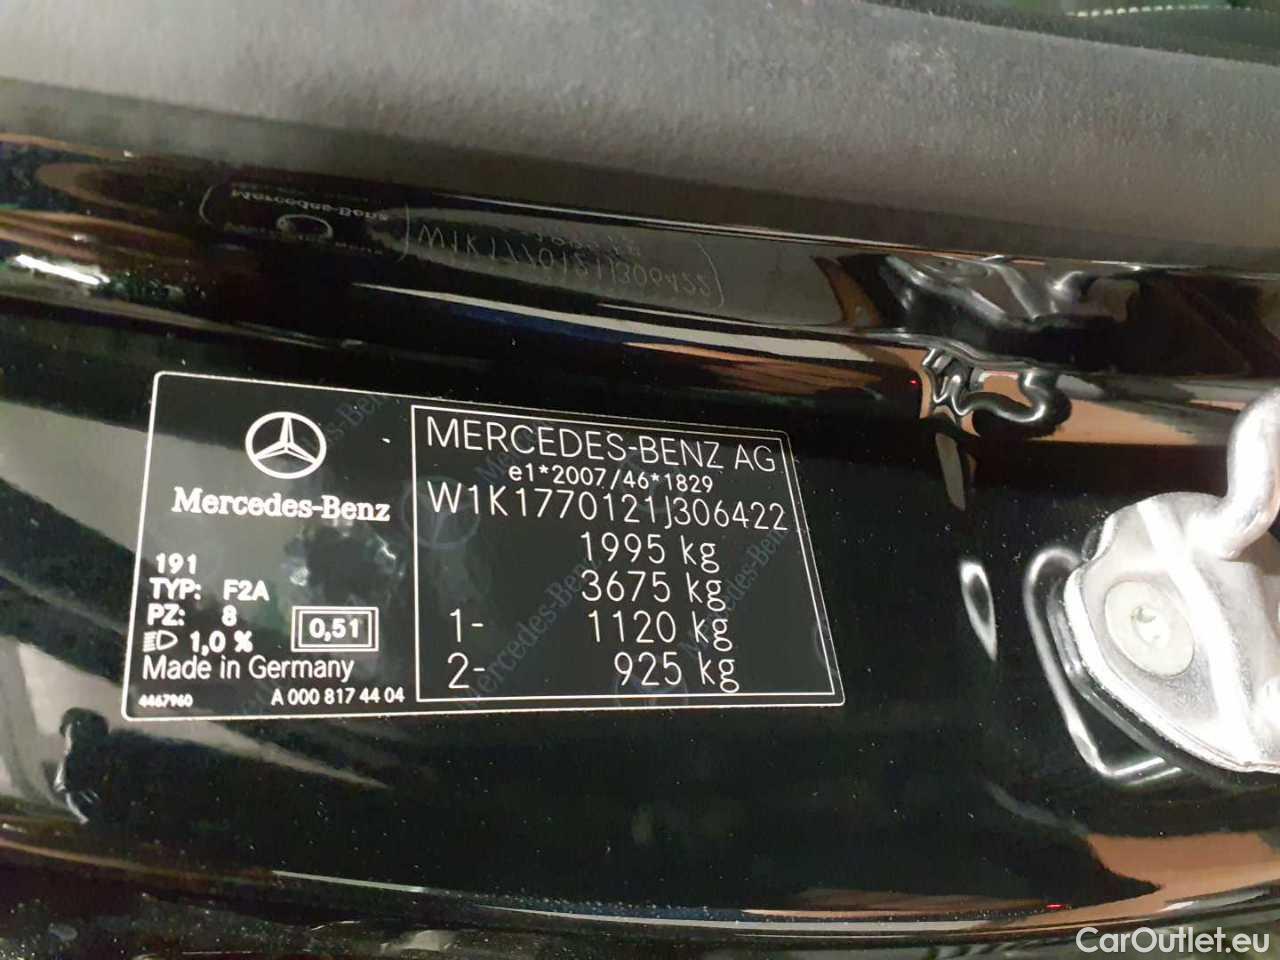 Mercedes-Benz
191
TYP: F2A
PZ: 8
1,0 %
0,51
Made in Germany
4467960
A 000 817 44 04
MERCEDES-BENZ AG
e1*2007/46*1829
W1K1770121J306422
1995 kg
3675 kg
1- 1120 kg
2- 925 kg
CarOutlet.eu